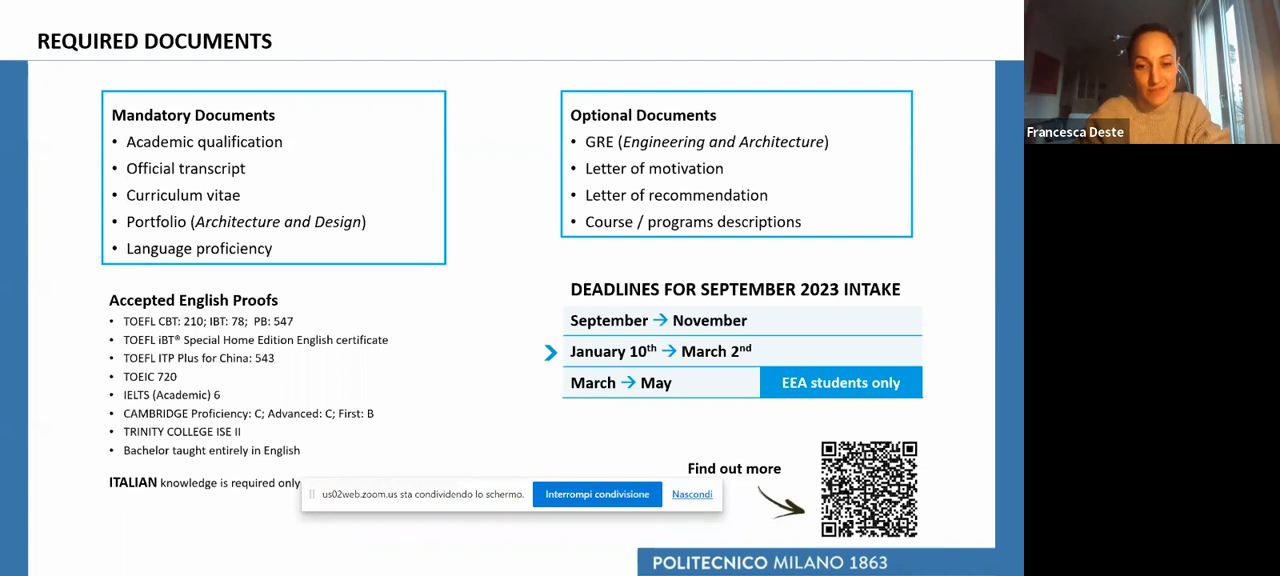 REQUIRED DOCUMENTS
Mandatory Documents
• Academic qualification
• Official transcript
• Curriculum vitae
• Portfolio (Architecture and Design)
• Language proficiency
Optional Documents
• GRE (Engineering and Architecture)
• Letter of motivation
• Letter of recommendation
• Course / programs descriptions
Accepted English Proofs
• TOEFL CBT: 210; IBT: 78; PB: 547
• TOEFL iBT® Special Home Edition English certificate
• TOEFL ITP Plus for China: 543
• TOEIC 720
• IELTS (Academic) 6
• CAMBRIDGE Proficiency: C; Advanced: C; First: B
• TRINITY COLLEGE ISE II
• Bachelor taught entirely in English
ITALIAN knowledge is required only
DEADLINES FOR SEPTEMBER 2023 INTAKE
September → November
January 10th → March 2nd
March → May EEA students only
Find out more
us02web.zoom.us sta condividendo lo schermo. Interrompi condivisione Nascondi
POLITECNICO MILANO 1863
Francesca Deste